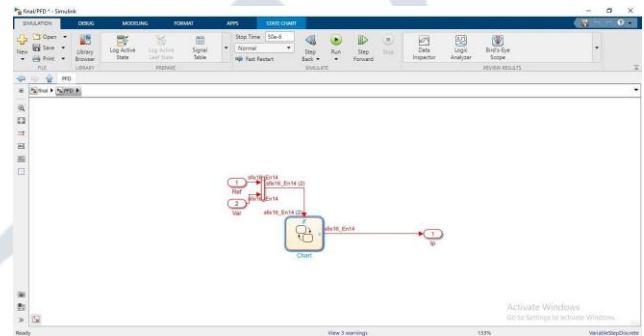 final/PFD * - Simulink
SIMULATION DEBUG MODELING FORMAT APPS STATE CHART
New Open Save Print Library Browser Log Active State Log Active Leaf State Signal Table Stop Time 50e-6 Normal Fast Restart Step Back Run Step Forward Stop Data Inspector Logic Analyzer Bird's Eye Scope
FILE LIBRARY PREPARE SIMULATE REVIEW RESULTS
PFD
final PFD
sfix16_En14
1 sfix16_En14 (2)
Ref
sfix16_En14
2
Var
sfix16_En14 (2)
sfix16_En14
1
Ip
Chart
Activate Windows
Go to Settings to activate Windows.
Ready View 3 warnings 133% VariableStepDiscrete